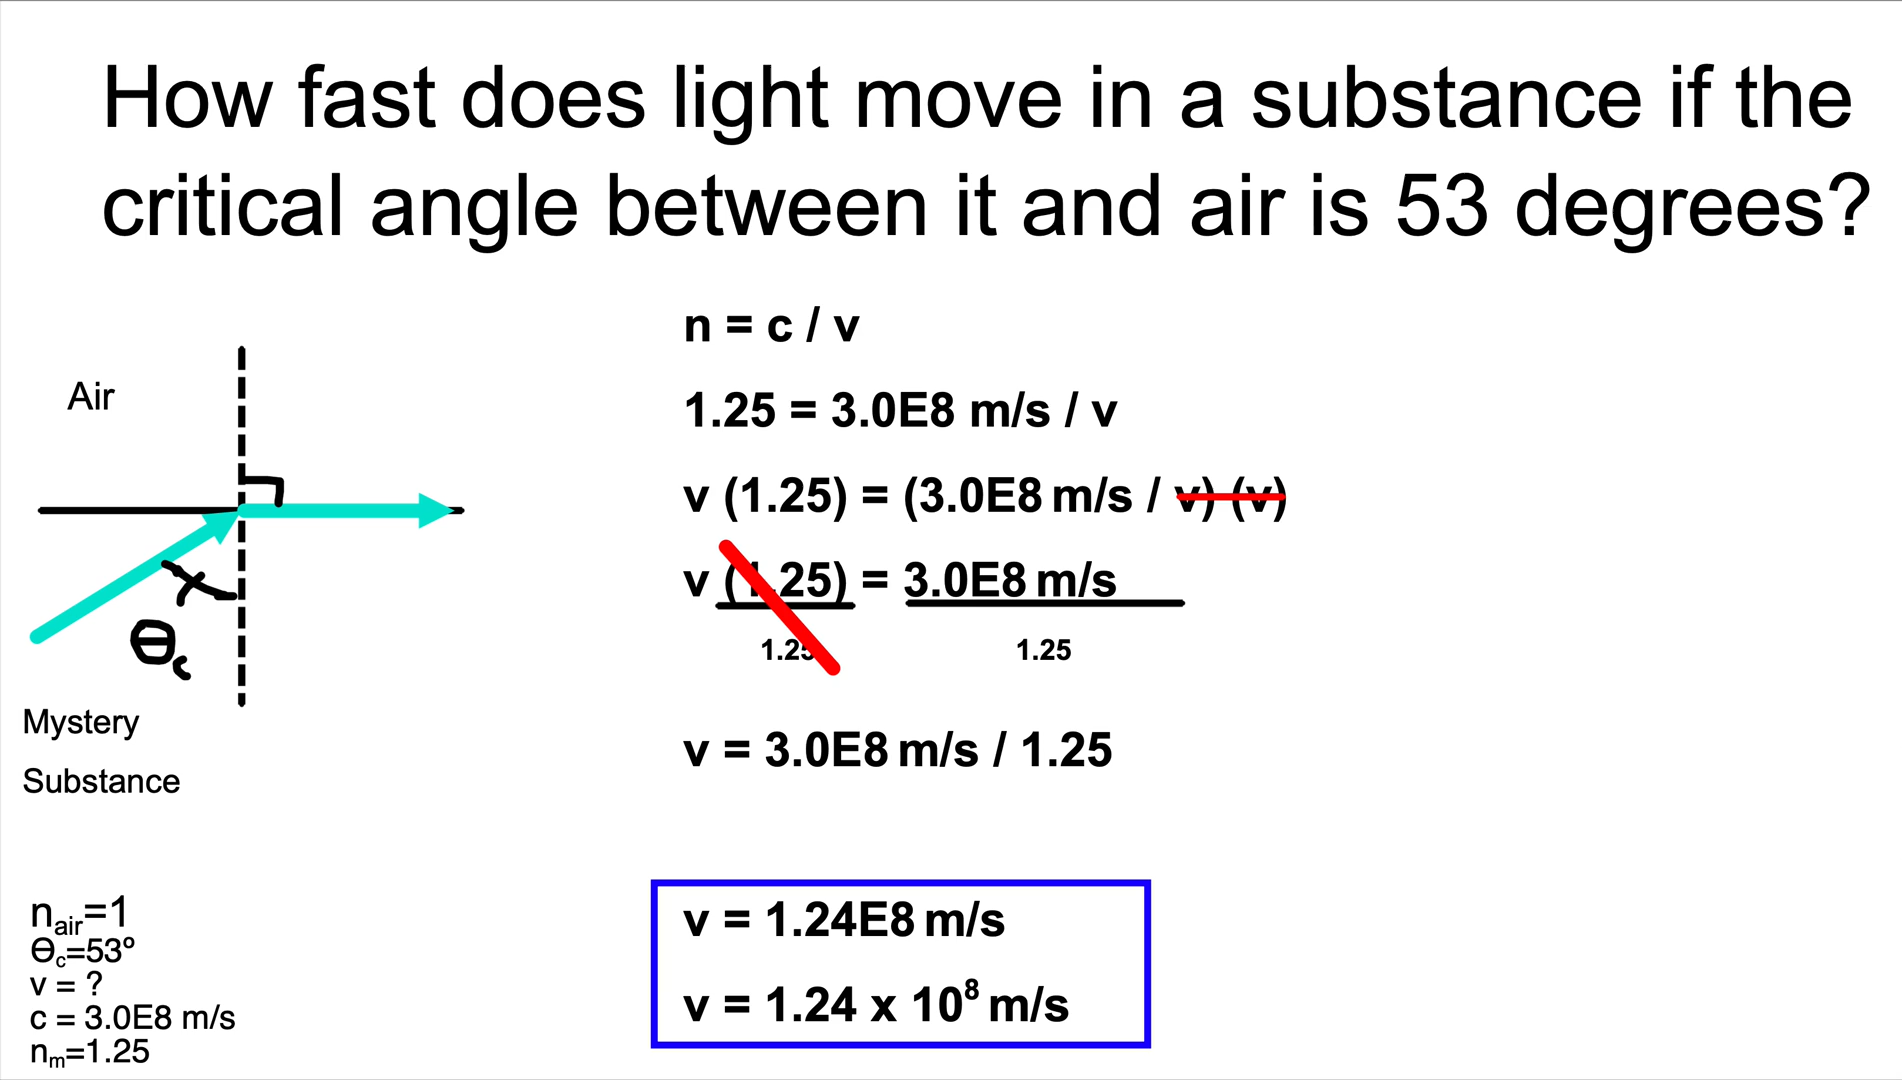 How fast does light move in a substance if the
critical angle between it and air is 53 degrees?
Air
θc
Mystery
Substance
nair=1
Ɵc=53º
v = ?
c = 3.0E8 m/s
nm=1.25
n = c / v
1.25 = 3.0E8 m/s / v
v (1.25) = (3.0E8 m/s / v) (v)
v (1.25) = 3.0E8 m/s
1.25 1.25
v = 3.0E8 m/s / 1.25
v = 1.24E8 m/s
v = 1.24 x 10⁸ m/s